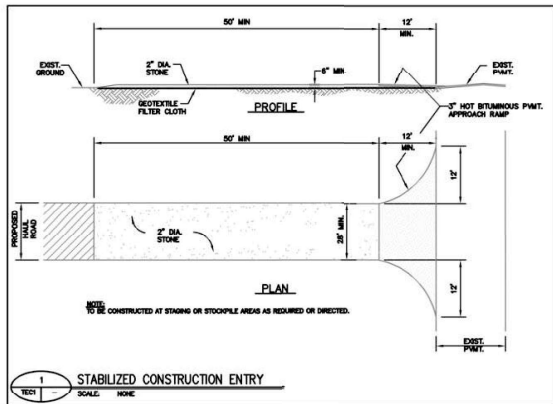 50' MIN
12'
MIN.
EXIST.
GROUND
2" DIA.
STONE
6" MIN
EXIST.
PVMT.
GEOTEXTILE
FILTER CLOTH
PROFILE
3" HOT BITUMINOUS PVMT.
APPROACH RAMP
50' MIN
12'
MIN.
12'
PROPOSED
HAUL
ROAD
2" DIA.
STONE
25' MIN.
PLAN
12'
NOTE:
TO BE CONSTRUCTED AT STAGING OR STOCKPILE AREAS AS REQUIRED OR DIRECTED.
EXIST.
PVMT.
1
TEC1
STABILIZED CONSTRUCTION ENTRY
SCALE: NONE